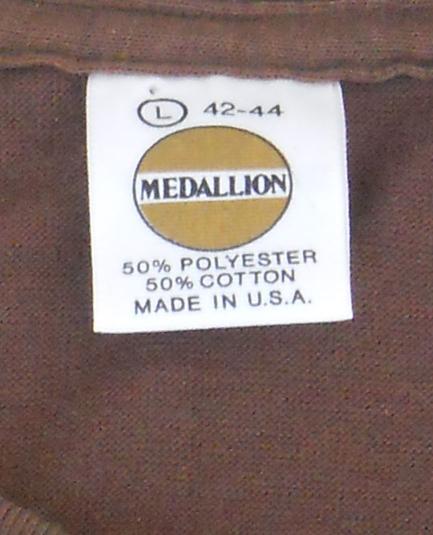 L 42-44
MEDALLION
50% POLYESTER
50% COTTON
MADE IN U.S.A.